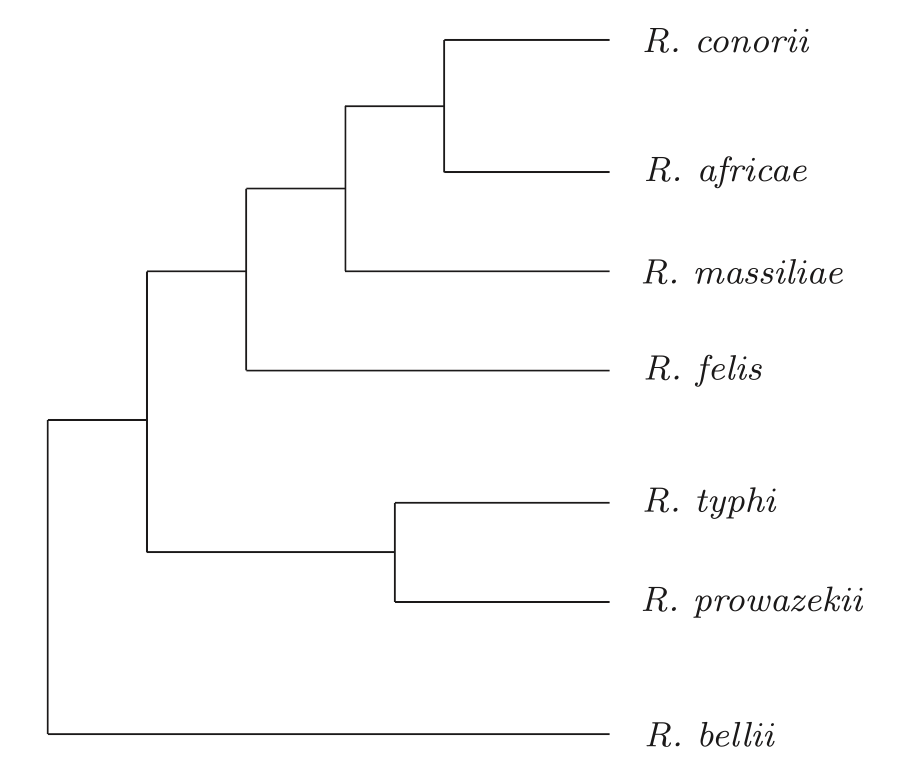 R. conorii
R. africae
R. massiliae
R. felis
R. typhi
R. prowazekii
R. bellii